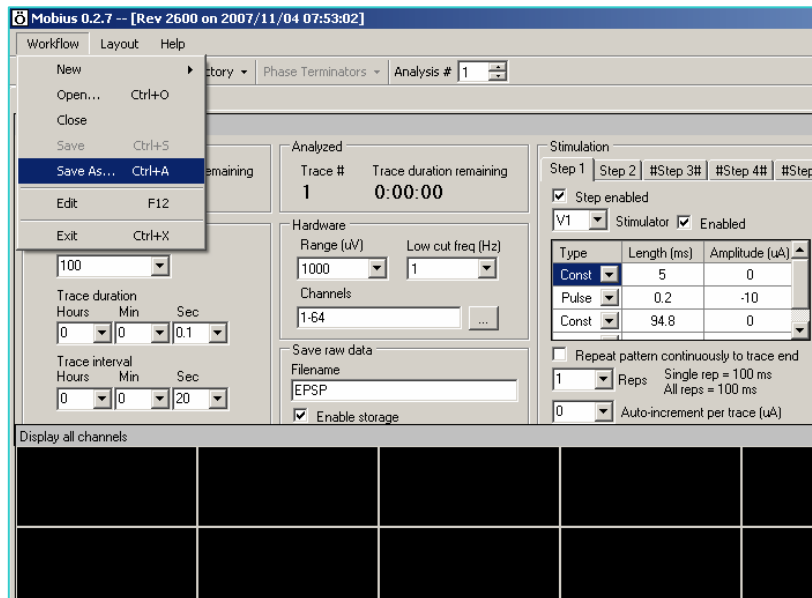 Mobius 0.2.7 -- [Rev 2600 on 2007/11/04 07:53:02]
Workflow Layout Help
New
Open... Ctrl+O
Close
Save Ctrl+S
Save As... Ctrl+A
Edit F12
Exit Ctrl+X
ctory Phase Terminators Analysis # 1
emaining
100
Trace duration
Hours Min Sec
0 0 0.1
Trace interval
Hours Min Sec
0 0 20
Analyzed
Trace # Trace duration remaining
1 0:00:00
Hardware
Range (uV) Low cut freq (Hz)
1000 1
Channels
1-64 ...
Save raw data
Filename
EPSP
Enable storage
Stimulation
Step 1 Step 2 #Step 3# #Step 4# #Step
Step enabled
V1 Stimulator Enabled
Type Length (ms) Amplitude (uA)
Const 5 0
Pulse 0.2 -10
Const 94.8 0
Repeat pattern continuously to trace end
1 Reps Single rep = 100 ms
All reps = 100 ms
0 Auto-increment per trace (uA)
Display all channels